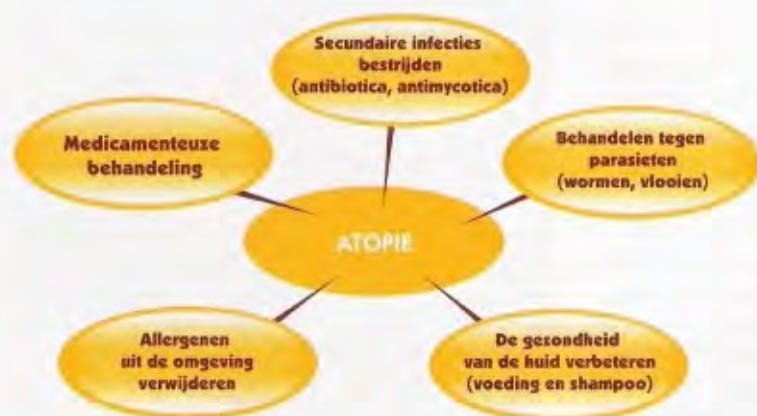 Secundaire infecties
bestrijden
(antibiotica, antimycotica)
Medicamenteuze
behandeling
Behandelen tegen
parasieten
(wormen, vlooien)
ATOPIE
Allergenen
uit de omgeving
verwijderen
De gezondheid
van de huid verbeteren
(voeding en shampoo)